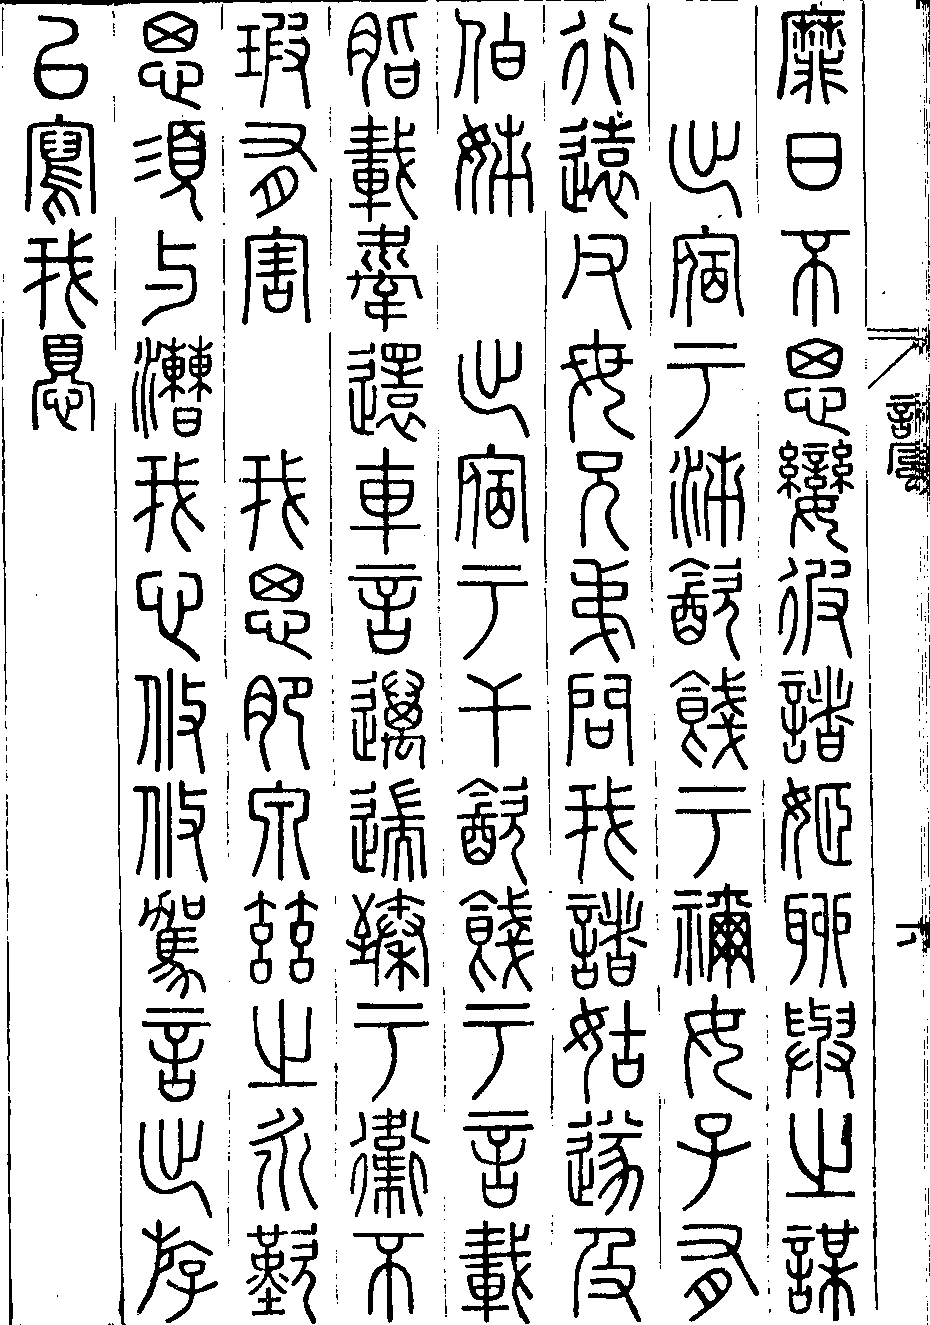 靡日不思孌彼諸姬聊與之謀
出宿于泲飲餞于禰女子有
行遠父母兄弟問我諸姑遂及
伯姊 出宿于干飲餞于言載
脂載舝還車言邁遄臻于衛不
瑕有害 我思肥泉茲之永歎
思須與漕我心悠悠駕言出游
以寫我憂